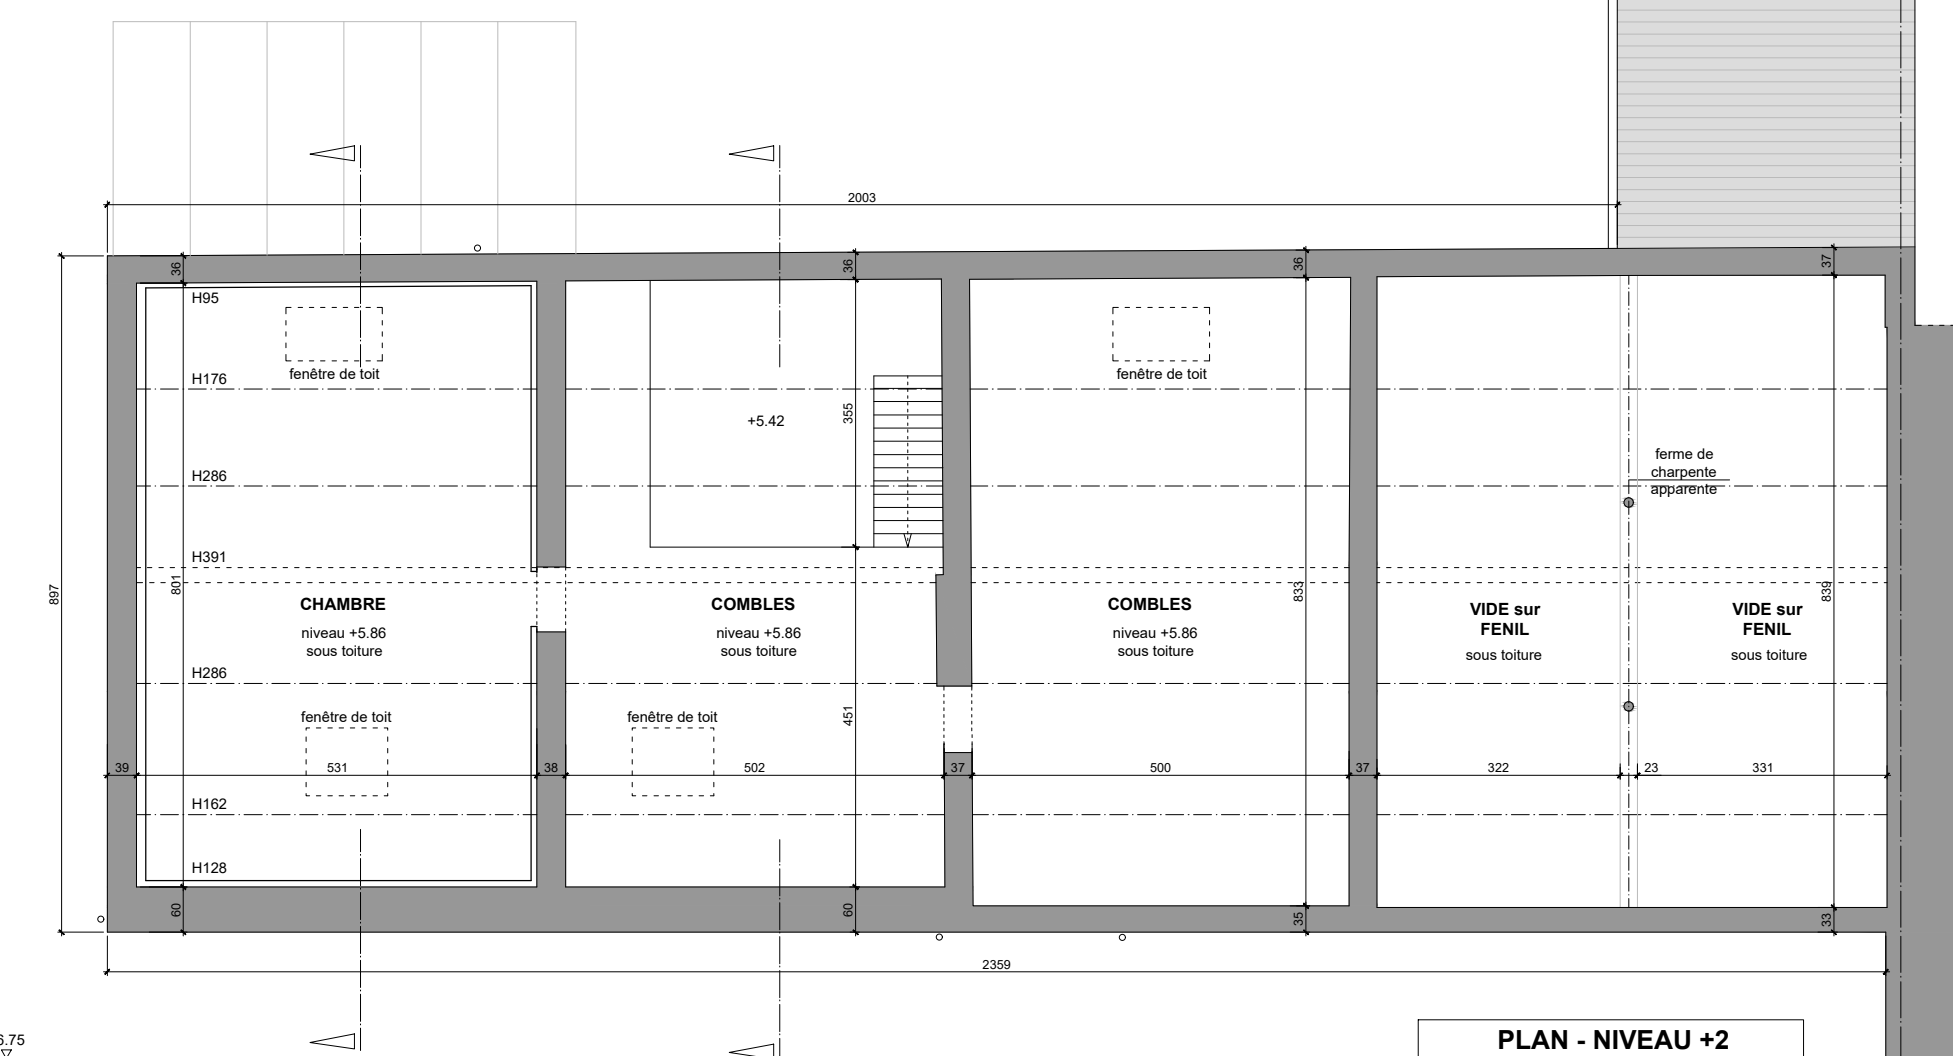 2003
36
36
36
37
H95
fenêtre de toit
fenêtre de toit
H176
+5.42
355
H286
ferme de
charpente
apparente
H391
897
801
833
839
CHAMBRE
niveau +5.86
sous toiture
COMBLES
niveau +5.86
sous toiture
COMBLES
niveau +5.86
sous toiture
VIDE sur
FENIL
sous toiture
VIDE sur
FENIL
sous toiture
H286
fenêtre de toit
fenêtre de toit
451
39
531
38
502
37
500
37
322
23
331
H162
H128
60
60
35
33
2359
PLAN - NIVEAU +2